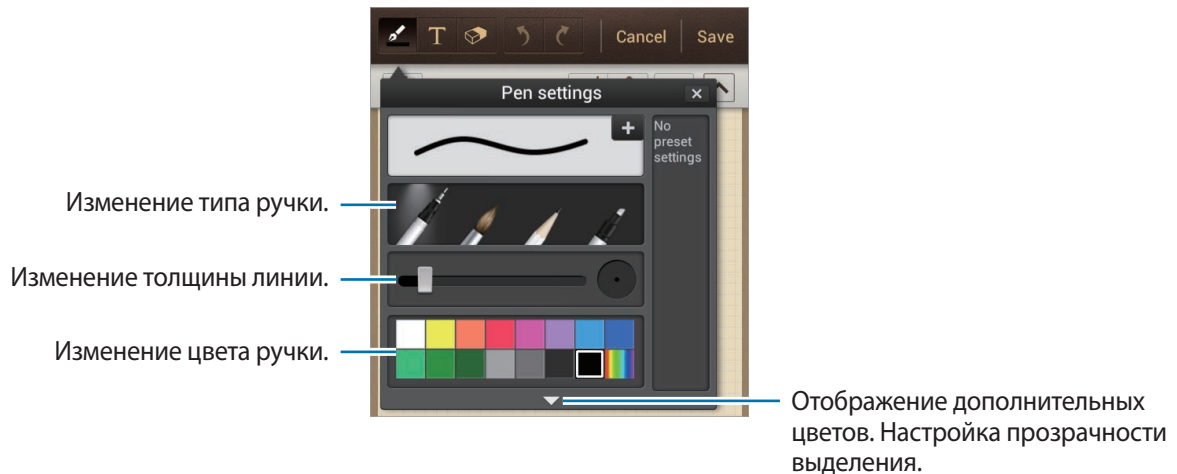 T
Cancel
Save
Pen settings
No
preset
settings
Изменение типа ручки.
Изменение толщины линии.
Изменение цвета ручки.
Отображение дополнительных
цветов. Настройка прозрачности
выделения.